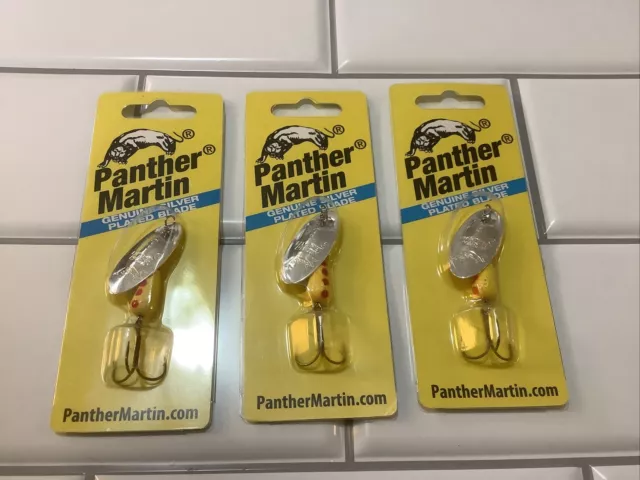 Panther®
Martin
GENUINE SILVER
PLATED BLADE
PantherMartin.com
Panther®
Martin
GENUINE SILVER
PLATED BLADE
PantherMartin.com
Panther®
Martin
GENUINE SILVER
PLATED BLADE
PantherMartin.com